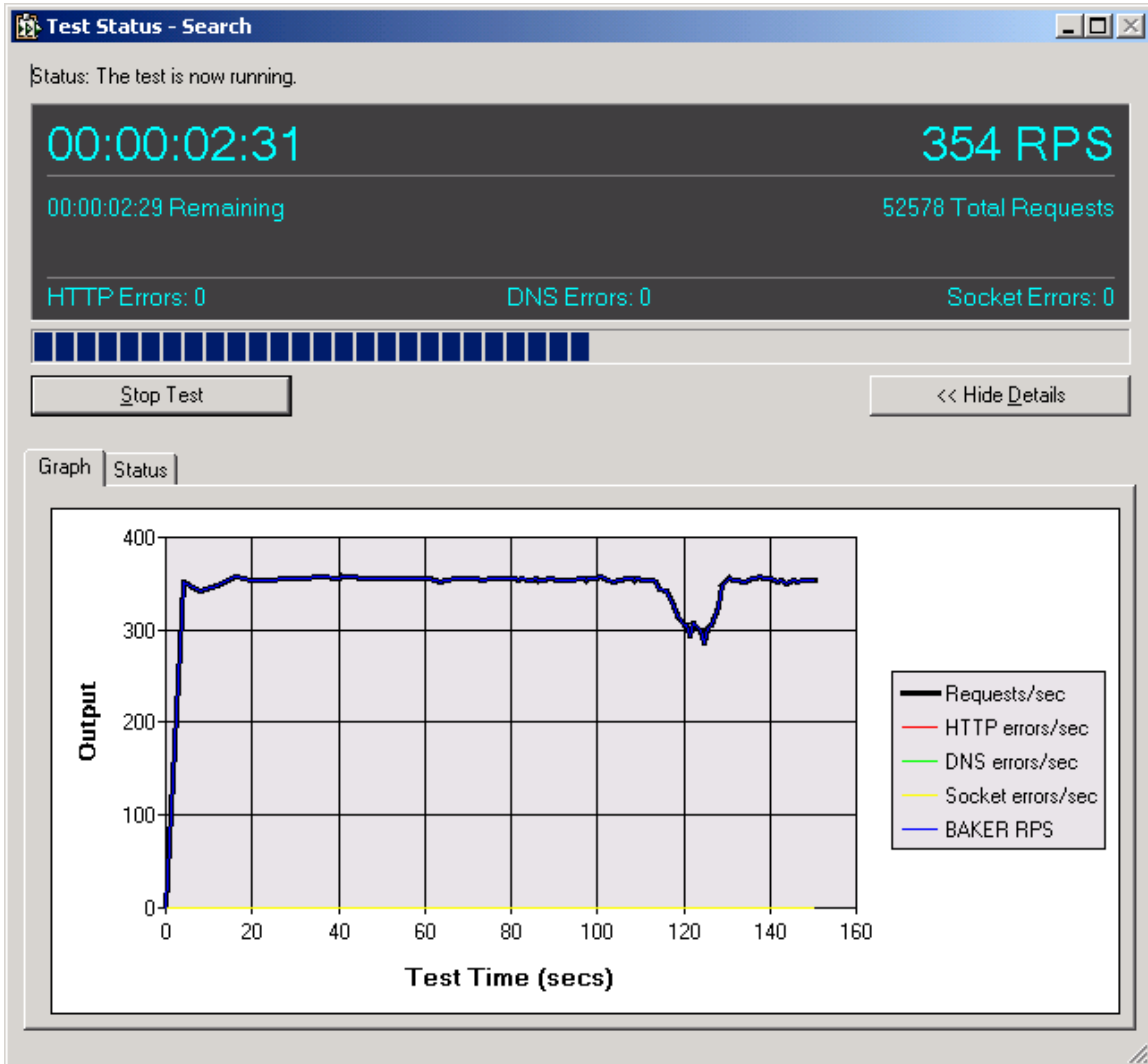 Test Status - Search
Status: The test is now running.
00:00:02:31 354 RPS
00:00:02:29 Remaining 52578 Total Requests
HTTP Errors: 0 DNS Errors: 0 Socket Errors: 0
Stop Test << Hide Details
Graph Status
400
300
200
100
0
Output
0 20 40 60 80 100 120 140 160
Test Time (secs)
Requests/sec
HTTP errors/sec
DNS errors/sec
Socket errors/sec
BAKER RPS